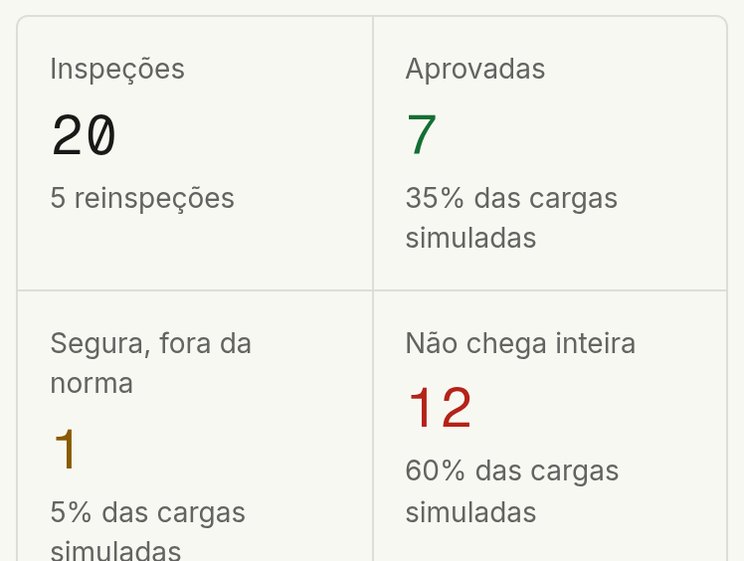 Inspeções
20
5 reinspeções
Aprovadas
7
35% das cargas
simuladas
Segura, fora da
norma
1
5% das cargas
simuladas
Não chega inteira
12
60% das cargas
simuladas